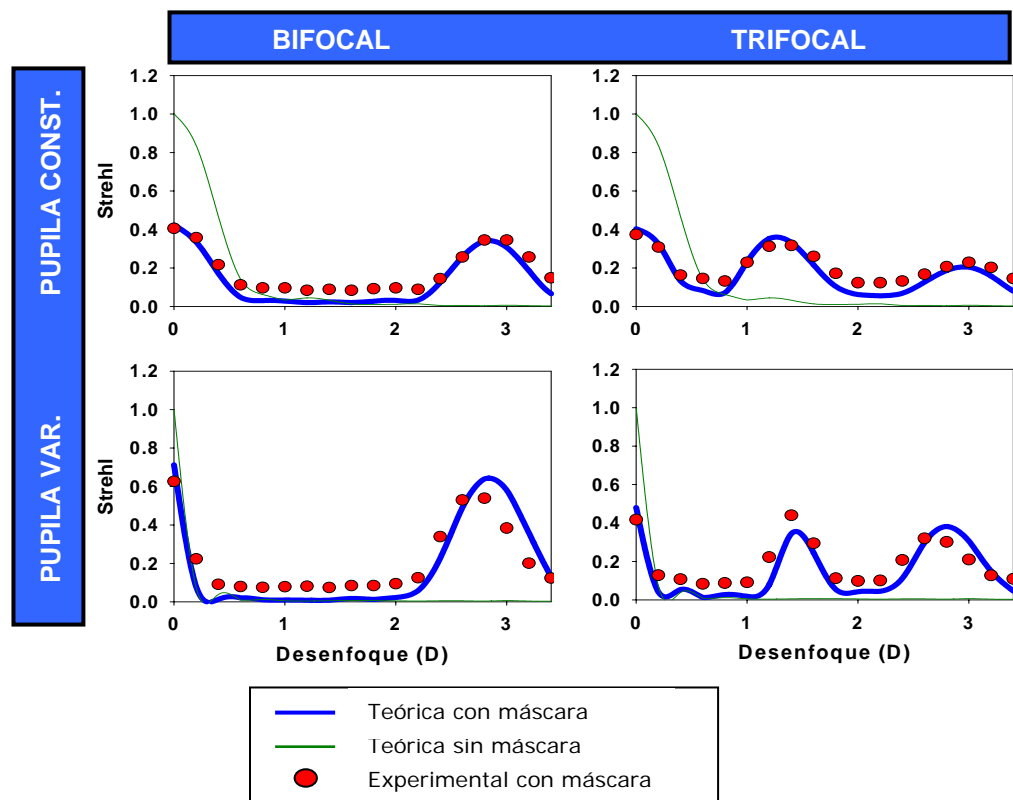 BIFOCAL TRIFOCAL
PUPILA CONST.
Strehl
1.2 1.2
1.0 1.0
0.8 0.8
0.6 0.6
0.4 0.4
0.2 0.2
0.0 0.0
0 1 2 3 0 1 2 3
PUPILA VAR.
Strehl
1.2 1.2
1.0 1.0
0.8 0.8
0.6 0.6
0.4 0.4
0.2 0.2
0.0 0.0
0 1 2 3 0 1 2 3
Desenfoque (D) Desenfoque (D)
Teórica con máscara
Teórica sin máscara
Experimental con máscara